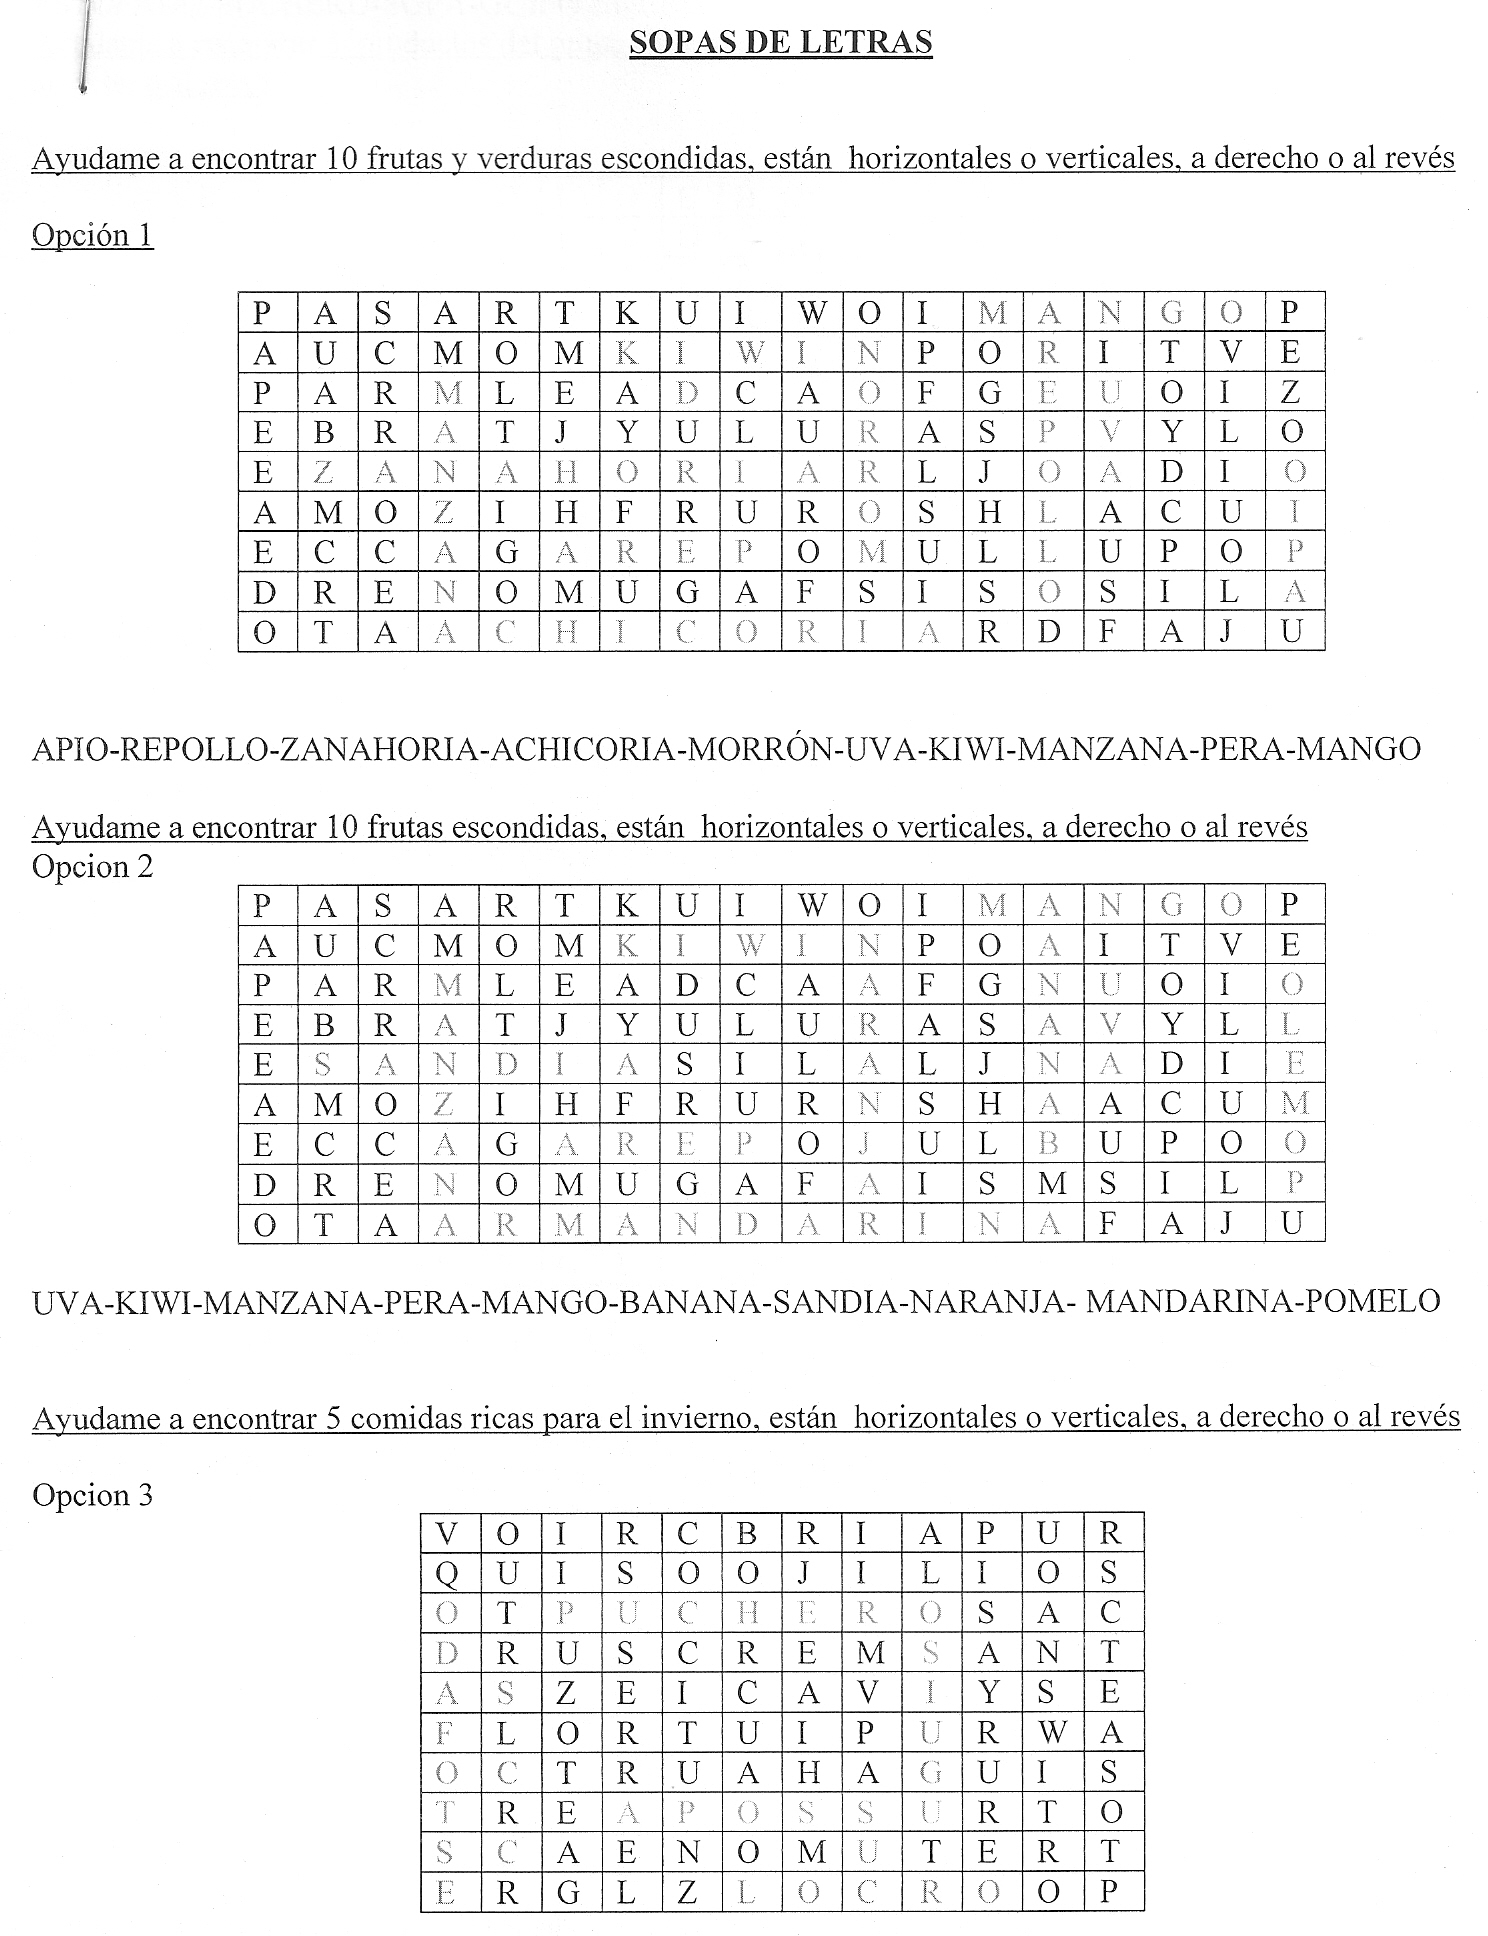 SOPAS DE LETRAS
Ayudame a encontrar 10 frutas y verduras escondidas, están horizontales o verticales, a derecho o al revés
Opción 1
P A S A R T K U I W O I M A N G O P
A U C M O M K I W I N P O R I T V E
P A R M L E A D C A O F G E U O I Z
E B R A T J Y U L U R A S P V Y L O
E Z A N A H O R I A R L J O A D I O
A M O Z I H F R U R O S H L A C U I
E C C A G A R E P O M U L L U P O P
D R E N O M U G A F S I S O S I L A
O T A A C H I C O R I A R D F A J U
APIO-REPOLLO-ZANAHORIA-ACHICORIA-MORRÓN-UVA-KIWI-MANZANA-PERA-MANGO
Ayudame a encontrar 10 frutas escondidas, están horizontales o verticales, a derecho o al revés
Opcion 2
P A S A R T K U I W O I M A N G O P
A U C M O M K I W I N P O A I T V E
P A R M L E A D C A A F G N U O I O
E B R A T J Y U L U R A S A V Y L L
E S A N D I A S I L A L J N A D I E
A M O Z I H F R U R N S H A A C U M
E C C A G A R E P O J U L B U P O O
D R E N O M U G A F A I S M S I L P
O T A A R M A N D A R I N A F A J U
UVA-KIWI-MANZANA-PERA-MANGO-BANANA-SANDIA-NARANJA- MANDARINA-POMELO
Ayudame a encontrar 5 comidas ricas para el invierno, están horizontales o verticales, a derecho o al revés
Opcion 3
V O I R C B R I A P U R
Q U I S O O J I L I O S
O T P U C H E R O S A C
D R U S C R E M S A N T
A S Z E I C A V I Y S E
F L O R T U I P U R W A
O C T R U A H A G U I S
T R E A P O S S U R T O
S C A E N O M U T E R T
E R G L Z L O C R O O P